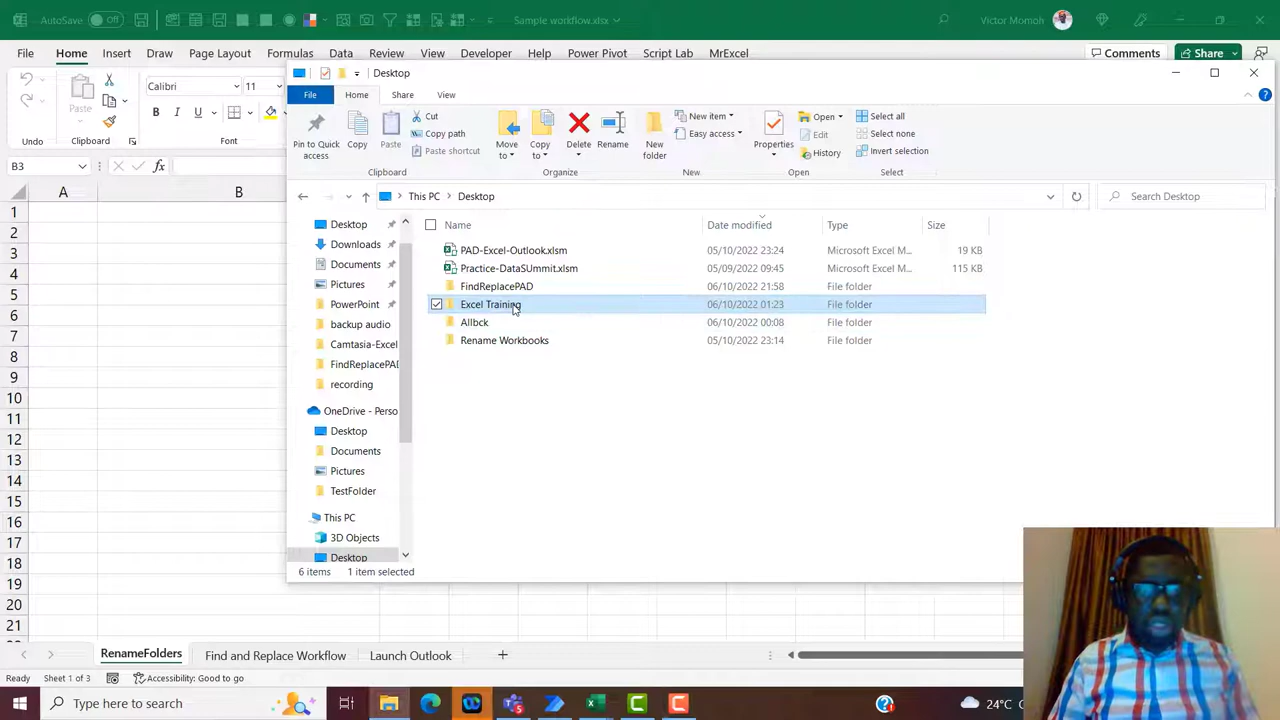 AutoSave Off Sample workflow.xlsx Victor Momoh
File Home Insert Draw Page Layout Formulas Data Review View Developer Help Power Pivot Script Lab MrExcel Comments Share
Desktop
File Home Share View
Calibri 11
Paste
Undo Clipboard Font
Pin to Quick access
Copy
Paste
Cut
Copy path
Paste shortcut
Move to
Copy to
Delete
Rename
New folder
New item
Easy access
Properties
Open
Edit
History
Select all
Select none
Invert selection
Clipboard Organize New Open Select
B3
This PC Desktop
Search Desktop
A B
1
2
3
4
5
6
7
8
9
10
11
12
13
14
15
16
17
18
19
20
21
Desktop
Downloads
Documents
Pictures
PowerPoint
backup audio
Camtasia-Excel
FindReplacePAD
recording
OneDrive - Perso
Desktop
Documents
Pictures
TestFolder
This PC
3D Objects
Desktop
Name Date modified Type Size
PAD-Excel-Outlook.xlsm 05/10/2022 23:24 Microsoft Excel M... 19 KB
Practice-DataSUmmit.xlsm 05/09/2022 09:45 Microsoft Excel M... 115 KB
FindReplacePAD 05/10/2022 21:58 File folder
Excel Training 06/10/2022 01:23 File folder
Allbck 06/10/2022 00:08 File folder
Rename Workbooks 05/10/2022 23:14 File folder
6 items 1 item selected
RenameFolders Find and Replace Workflow Launch Outlook
Sheet 1 of 3 Accessibility: Good to go
Type here to search
24°C